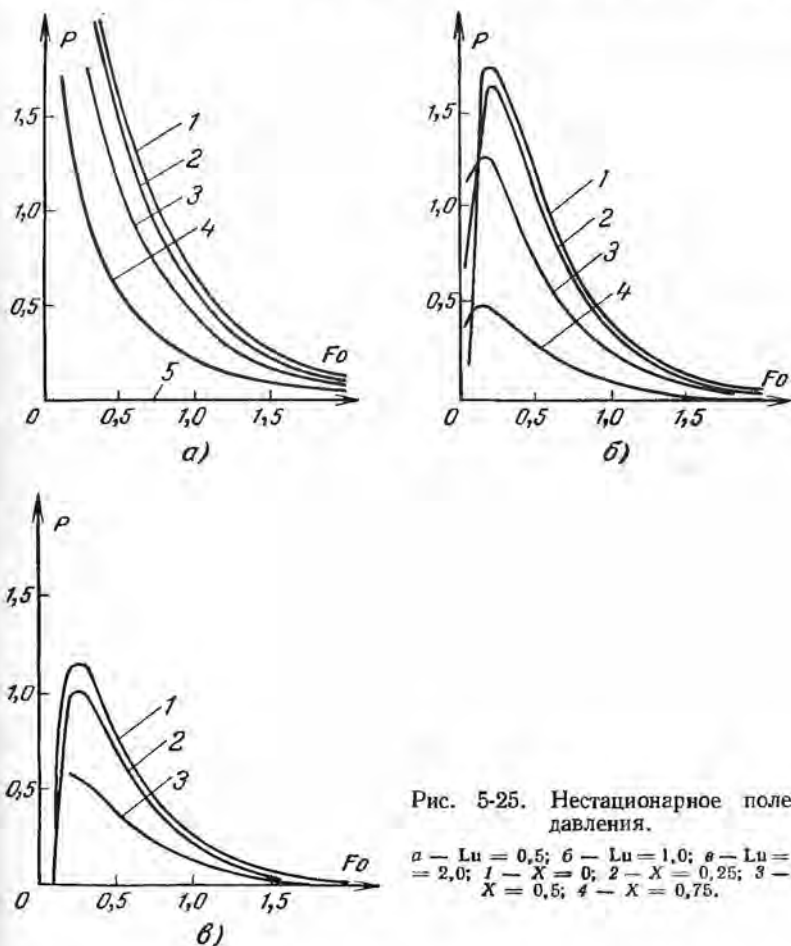 P
1,5
1,0
0,5
0
0,5
1,0
1,5
Fo
1
2
3
4
5
а)
P
1,5
1,0
0,5
0
0,5
1,0
1,5
Fo
1
2
3
4
б)
P
1,5
1,0
0,5
0
0,5
1,0
1,5
Fo
1
2
3
в)
Рис. 5-25. Нестационарное поле
давления.
а — Lu = 0,5; б — Lu = 1,0; в — Lu =
= 2,0; 1 — X = 0; 2 — X = 0,25; 3 —
X = 0,5; 4 — X = 0,75.